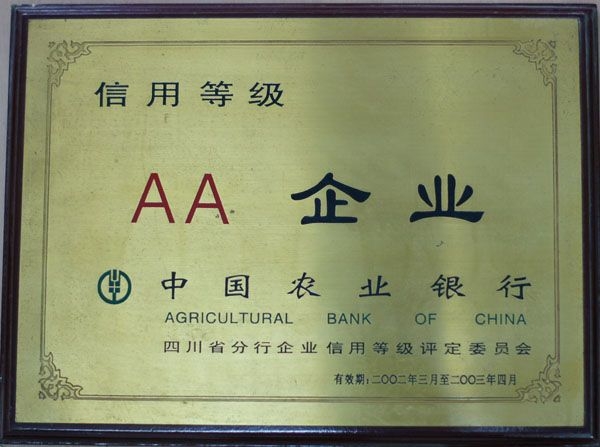 信用等级
AA 企业
中国农业银行
AGRICULTURAL BANK OF CHINA
四川省分行企业信用等级评定委员会
有效期:二〇〇二年三月至二〇〇三年四月